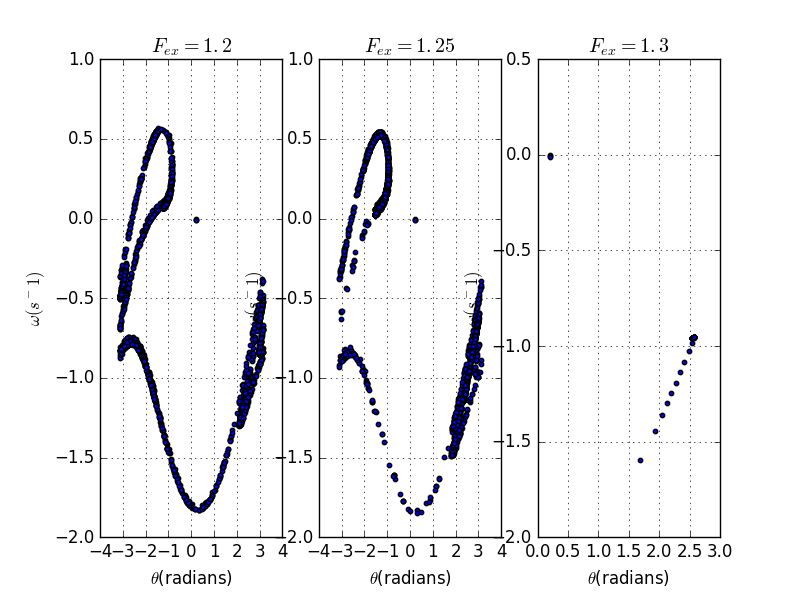 F_ex = 1.2
F_ex = 1.25
F_ex = 1.3
1.0
0.5
0.0
−0.5
−1.0
−1.5
−2.0
ω(s⁻1)
−4 −3 −2 −1 0 1 2 3 4
θ(radians)
1.0
0.5
0.0
−0.5
−1.0
−1.5
−2.0
(s⁻1)
−4 −3 −2 −1 0 1 2 3 4
θ(radians)
0.5
0.0
−0.5
−1.0
−1.5
−2.0
(s⁻1)
0.0 0.5 1.0 1.5 2.0 2.5 3.0
θ(radians)